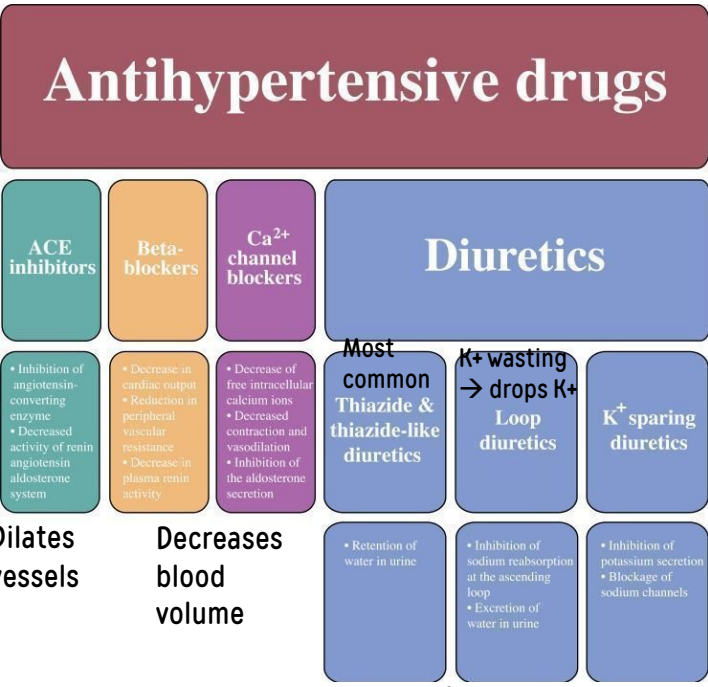 Antihypertensive drugs
ACE
inhibitors
Beta-
blockers
Ca²⁺
channel
blockers
Diuretics
• Inhibition of
angiotensin-
converting
enzyme
• Decreased
activity of renin
angiotensin
aldosterone
system
• Decrease in
cardiac output
• Reduction in
peripheral
vascular
resistance
• Decrease in
plasma renin
activity
• Decrease of
free intracellular
calcium ions
• Decreased
contraction and
vasodilation
• Inhibition of
the aldosterone
secretion
Most
common
Thiazide &
thiazide-like
diuretics
K+ wasting
→ drops K+
Loop
diuretics
K⁺ sparing
diuretics
Dilates
vessels
Decreases
blood
volume
• Retention of
water in urine
• Inhibition of
sodium reabsorption
at the ascending
loop
• Excretion of
water in urine
• Inhibition of
potassium secretion
• Blockage of
sodium channels